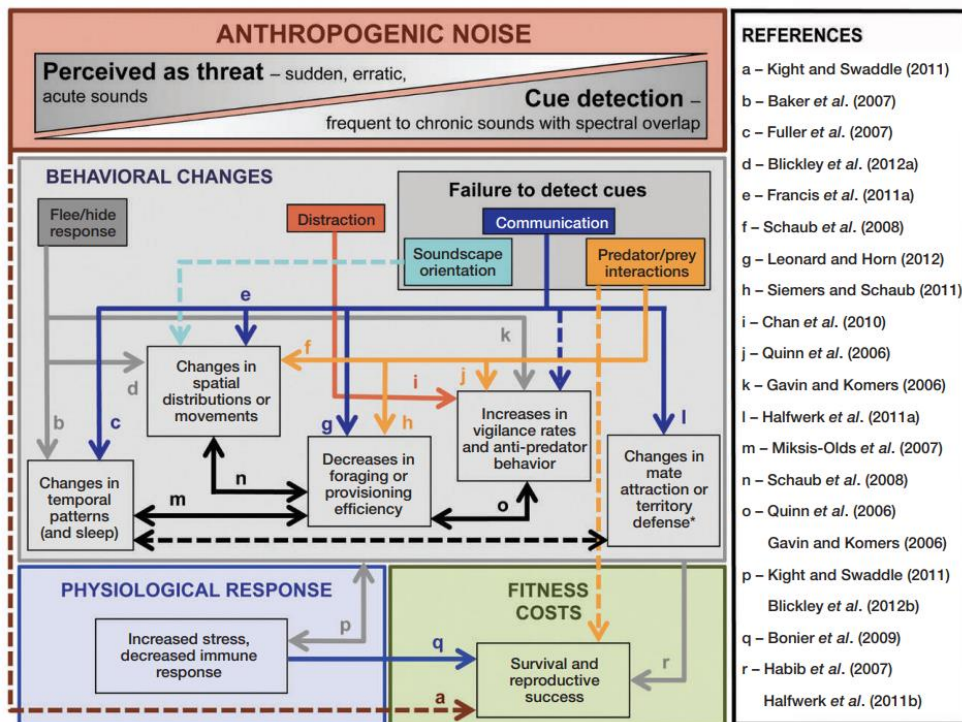 ANTHROPOGENIC NOISE
Perceived as threat – sudden, erratic,
acute sounds
Cue detection –
frequent to chronic sounds with spectral overlap
BEHAVIORAL CHANGES
Flee/hide
response
Distraction
Failure to detect cues
Communication
Soundscape
orientation
Predator/prey
interactions
e
k
f
d
j
i
b
c
g
h
l
Changes in
spatial
distributions or
movements
Increases in
vigilance rates
and anti-predator
behavior
Decreases in
foraging or
provisioning
efficiency
Changes in
temporal
patterns
(and sleep)
Changes in
mate
attraction or
territory
defense*
n
m
o
PHYSIOLOGICAL RESPONSE
Increased stress,
decreased immune
response
p
q
a
FITNESS
COSTS
Survival and
reproductive
success
r
REFERENCES
a – Kight and Swaddle (2011)
b – Baker et al. (2007)
c – Fuller et al. (2007)
d – Blickley et al. (2012a)
e – Francis et al. (2011a)
f – Schaub et al. (2008)
g – Leonard and Horn (2012)
h – Siemers and Schaub (2011)
i – Chan et al. (2010)
j – Quinn et al. (2006)
k – Gavin and Komers (2006)
l – Halfwerk et al. (2011a)
m – Miksis-Olds et al. (2007)
n – Schaub et al. (2008)
o – Quinn et al. (2006)
Gavin and Komers (2006)
p – Kight and Swaddle (2011)
Blickley et al. (2012b)
q – Bonier et al. (2009)
r – Habib et al. (2007)
Halfwerk et al. (2011b)